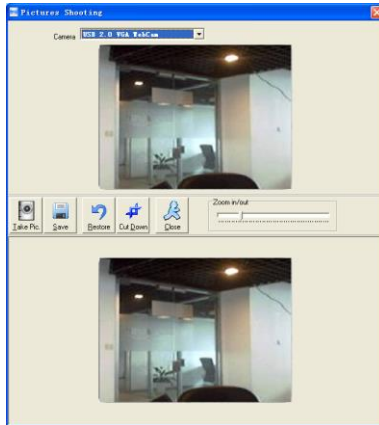 Pictures Shooting
Camera USB 2.0 VGA WebCam
Zoom in/out
Take Pic. Save Restore Cut Down Close